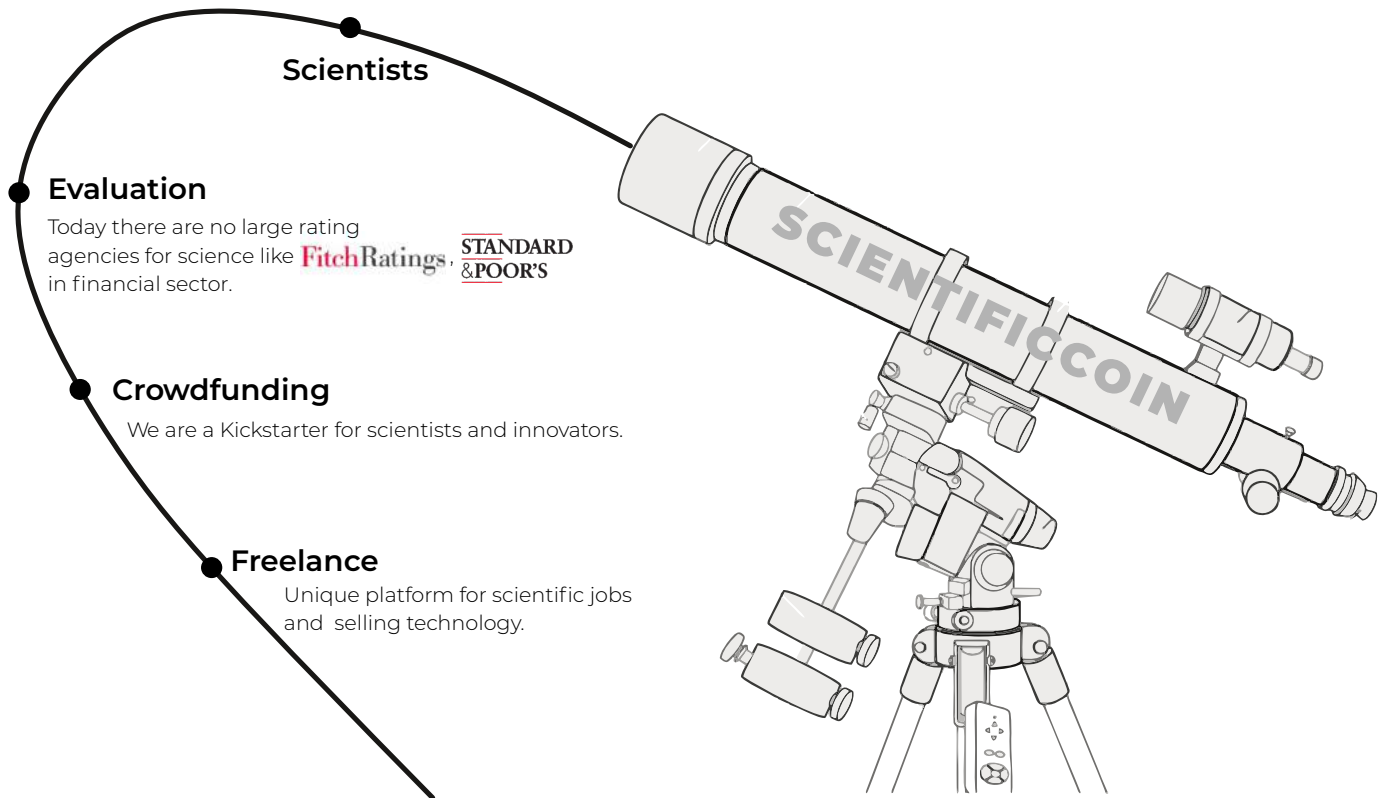 Scientists
Evaluation
Today there are no large rating
agencies for science like FitchRatings, STANDARD
&POOR'S
in financial sector.
Crowdfunding
We are a Kickstarter for scientists and innovators.
Freelance
Unique platform for scientific jobs
and selling technology.
SCIENTIFICCOIN